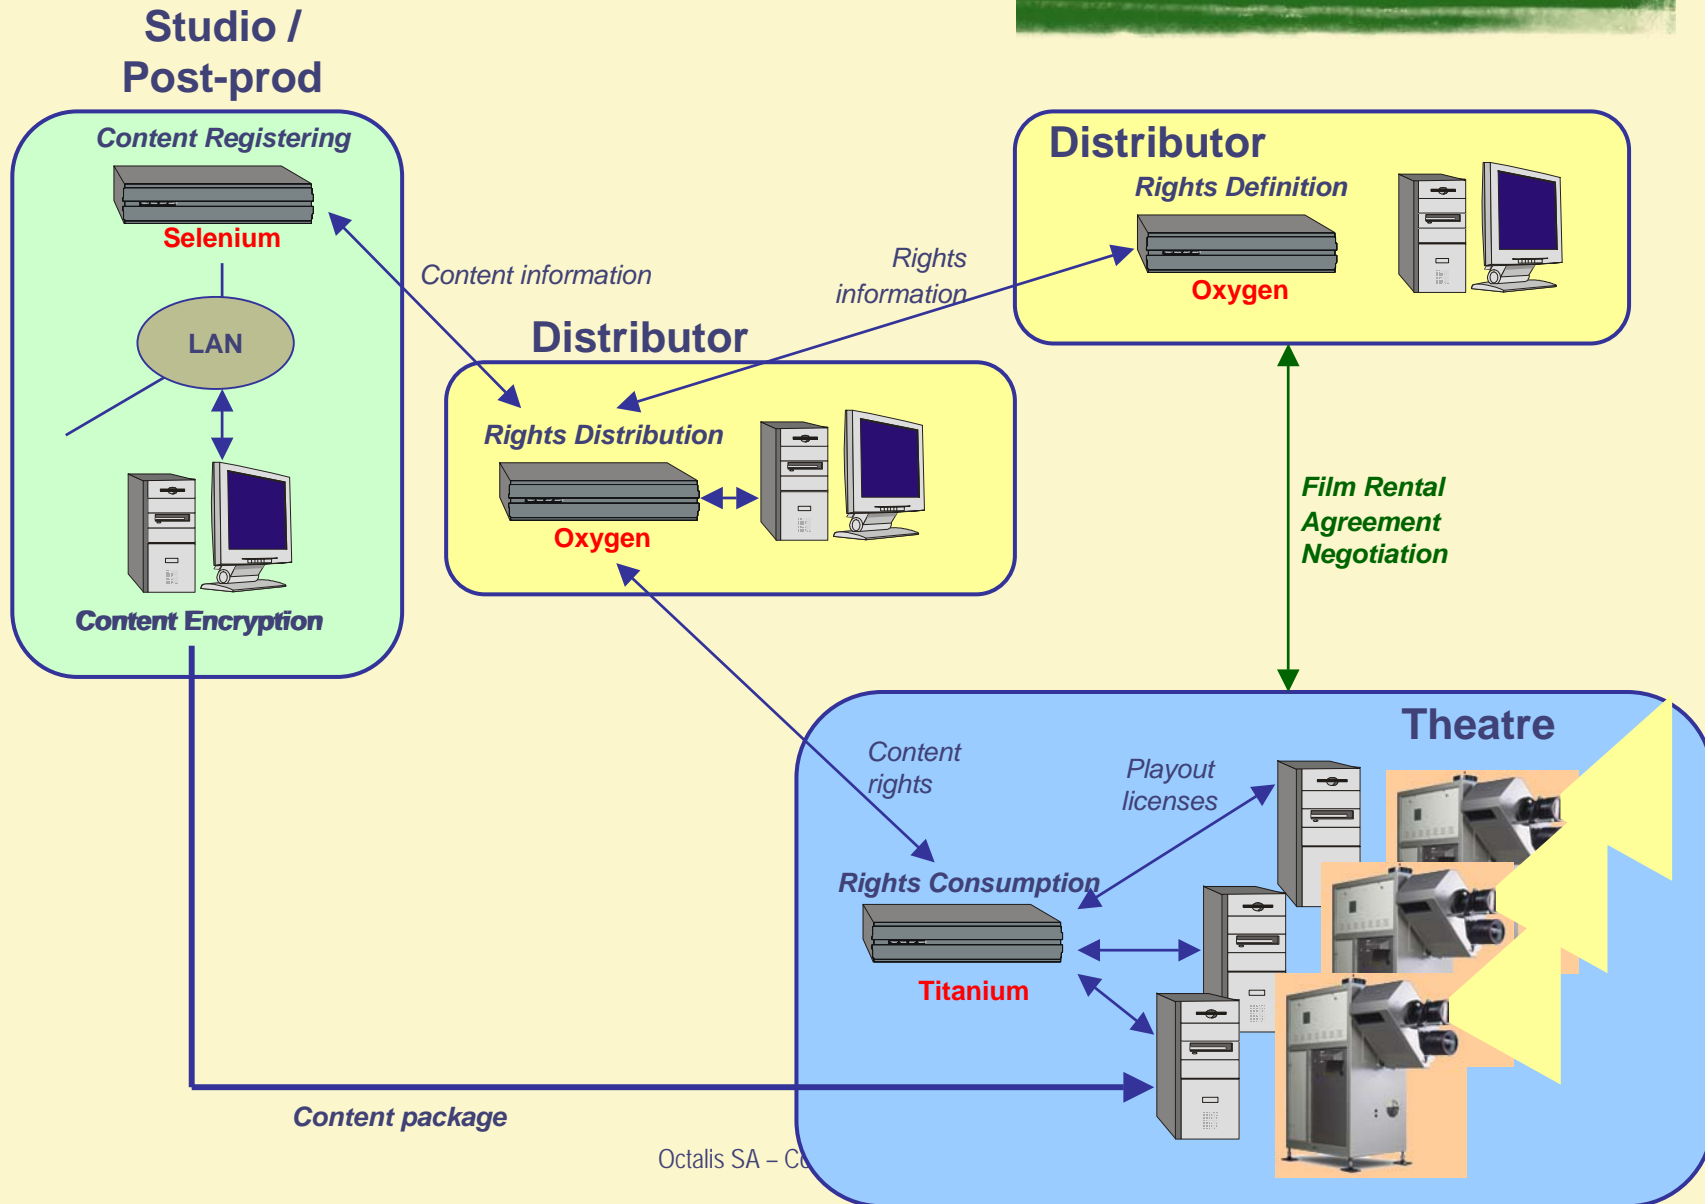 Studio /
Post-prod
Content Registering
Selenium
LAN
Content Encryption
Content information
Rights
information
Distributor
Rights Definition
Oxygen
Distributor
Rights Distribution
Oxygen
Film Rental
Agreement
Negotiation
Theatre
Content
rights
Playout
licenses
Rights Consumption
Titanium
Content package
Octalis SA –